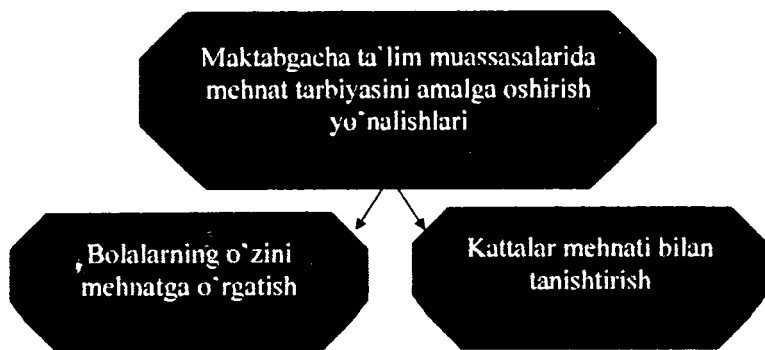 Maktabgacha ta`lim muassasalarida
mehnat tarbiyasini amalga oshirish
yo`nalishlari
Bolalarning o`zini
mehnatga o`rgatish
Kattalar mehnati bilan
tanishtirish